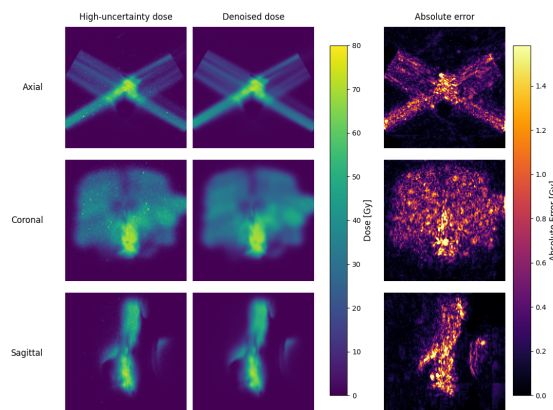 High-uncertainty dose Denoised dose Absolute error
Axial
Coronal
Sagittal
80
70
60
50
40
30
20
10
0
Dose [Gy]
1.4
1.2
1.0
0.8
0.6
0.4
0.2
0.0
Absolute Error [Gy]